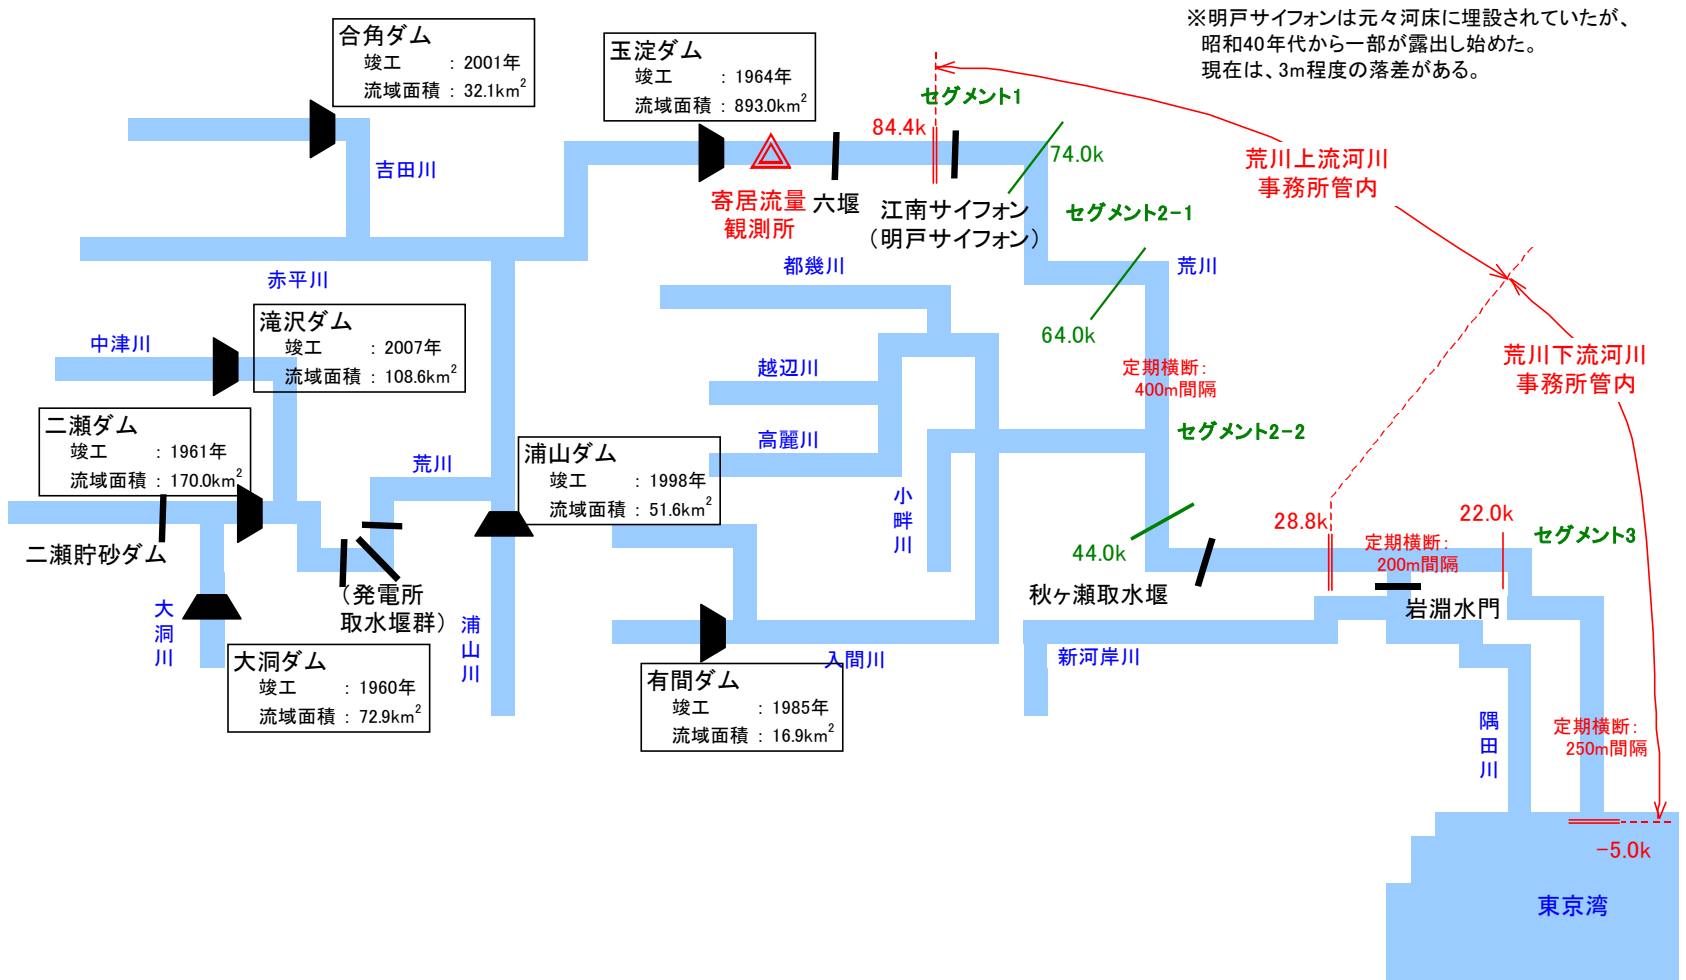 ※明戸サイフォンは元々河床に埋設されていたが、
昭和40年代から一部が露出し始めた。
現在は、3m程度の落差がある。
合角ダム
竣工 : 2001年
流域面積 : 32.1km²
玉淀ダム
竣工 : 1964年
流域面積 : 893.0km²
セグメント1
84.4k
74.0k
荒川上流河川
事務所管内
吉田川
寄居流量
観測所
六堰
江南サイフォン
(明戸サイフォン)
セグメント2-1
赤平川
都幾川
荒川
滝沢ダム
竣工 : 2007年
流域面積 : 108.6km²
中津川
64.0k
越辺川
定期横断:
400m間隔
荒川下流河川
事務所管内
二瀬ダム
竣工 : 1961年
流域面積 : 170.0km²
荒川
浦山ダム
竣工 : 1998年
流域面積 : 51.6km²
高麗川
セグメント2-2
小畔川
28.8k
22.0k
セグメント3
二瀬貯砂ダム
44.0k
定期横断:
200m間隔
(発電所
取水堰群)
秋ヶ瀬取水堰
岩淵水門
大洞川
浦山川
大洞ダム
竣工 : 1960年
流域面積 : 72.9km²
入間川
有間ダム
竣工 : 1985年
流域面積 : 16.9km²
新河岸川
隅田川
定期横断:
250m間隔
-5.0k
東京湾